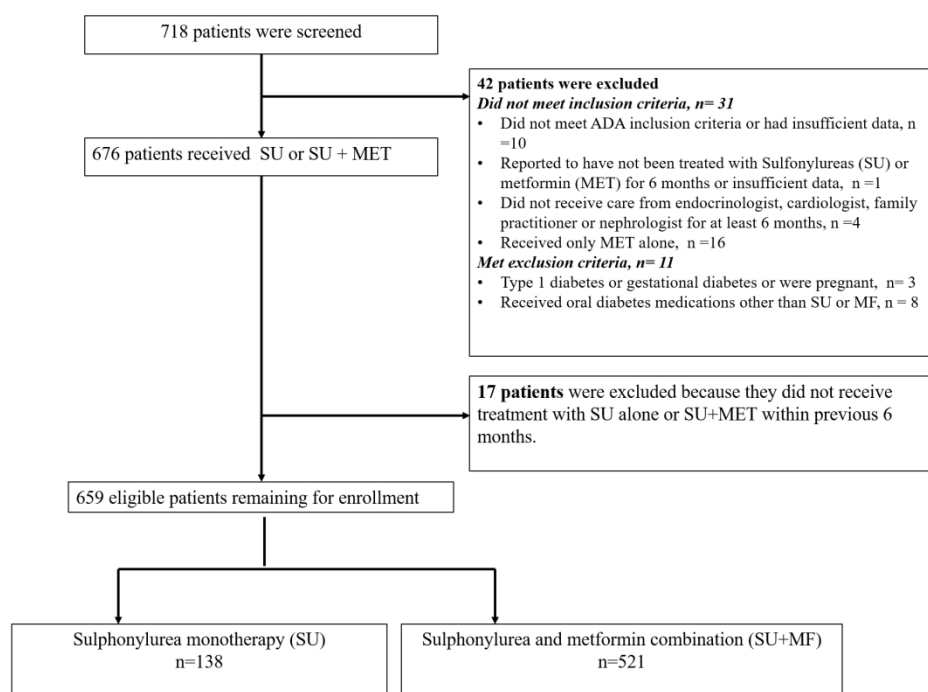 718 patients were screened
42 patients were excluded
Did not meet inclusion criteria, n= 31
• Did not meet ADA inclusion criteria or had insufficient data, n
=10
• Reported to have not been treated with Sulfonylureas (SU) or
metformin (MET) for 6 months or insufficient data, n =1
• Did not receive care from endocrinologist, cardiologist, family
practitioner or nephrologist for at least 6 months, n =4
• Received only MET alone, n =16
Met exclusion criteria, n= 11
• Type 1 diabetes or gestational diabetes or were pregnant, n= 3
• Received oral diabetes medications other than SU or MF, n = 8
676 patients received SU or SU + MET
17 patients were excluded because they did not receive
treatment with SU alone or SU+MET within previous 6
months.
659 eligible patients remaining for enrollment
Sulphonylurea monotherapy (SU)
n=138
Sulphonylurea and metformin combination (SU+MF)
n=521